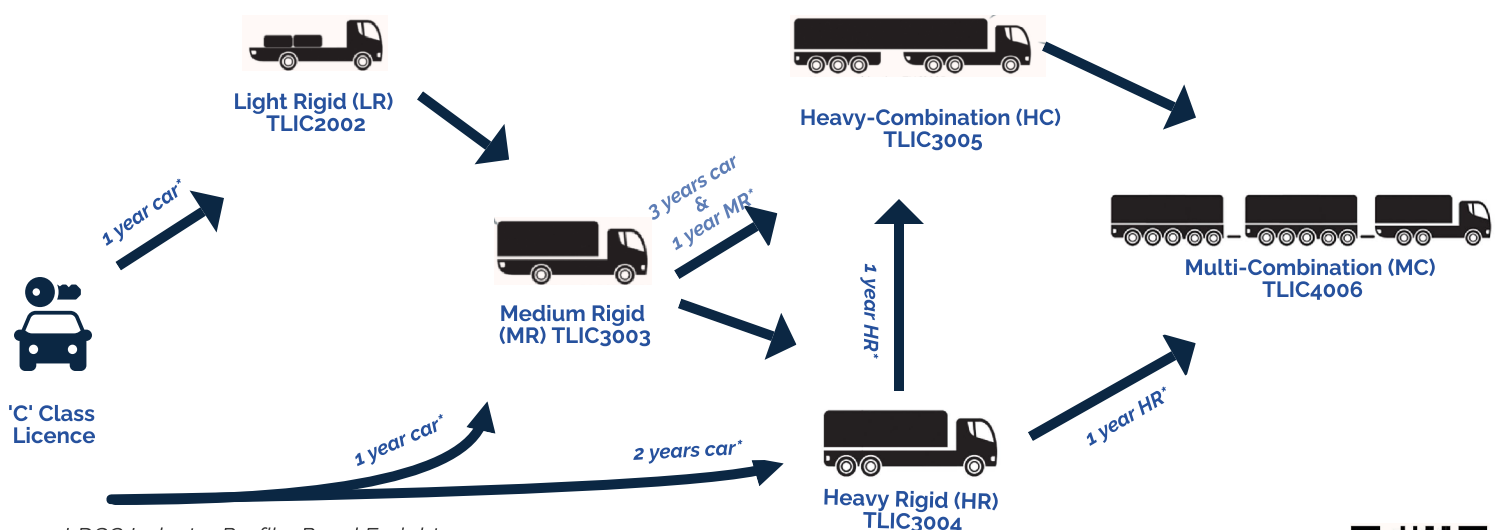 Light Rigid (LR)
TLIC2002
Heavy-Combination (HC)
TLIC3005
1 year car*
3 years car
&
1 year MR*
Multi-Combination (MC)
TLIC4006
Medium Rigid
(MR) TLIC3003
1 year HR*
'C' Class
Licence
1 year car*
2 years car*
1 year HR*
Heavy Rigid (HR)
TLIC3004